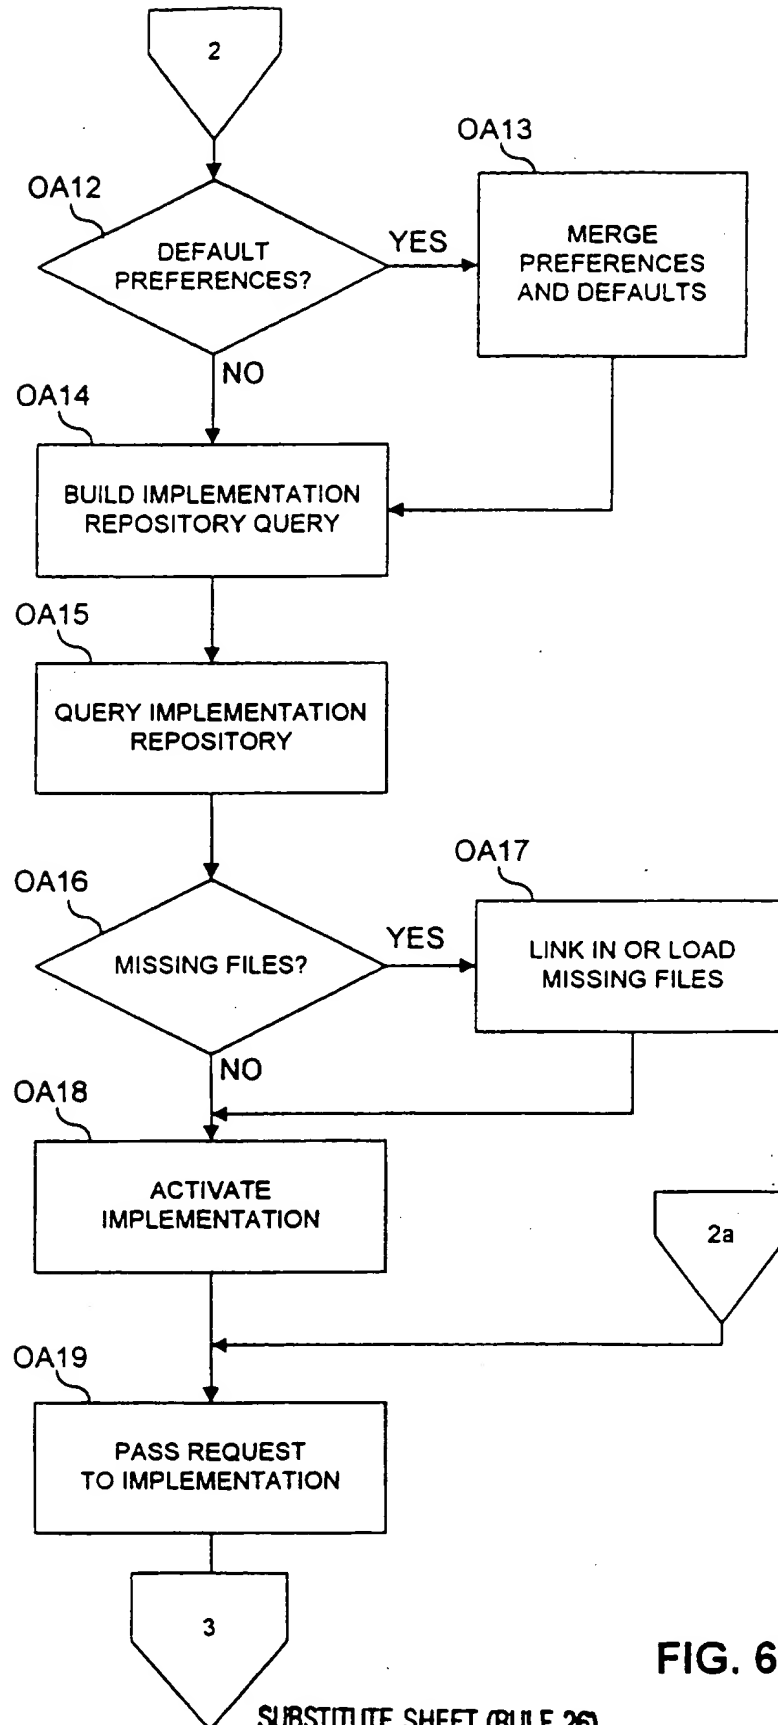 2
OA12
DEFAULT
PREFERENCES?
YES
OA13
MERGE
PREFERENCES
AND DEFAULTS
NO
OA14
BUILD IMPLEMENTATION
REPOSITORY QUERY
OA15
QUERY IMPLEMENTATION
REPOSITORY
OA16
MISSING FILES?
YES
OA17
LINK IN OR LOAD
MISSING FILES
NO
OA18
ACTIVATE
IMPLEMENTATION
2a
OA19
PASS REQUEST
TO IMPLEMENTATION
3
FIG. 6
SUBSTITUTE SHEET (RULE 26)